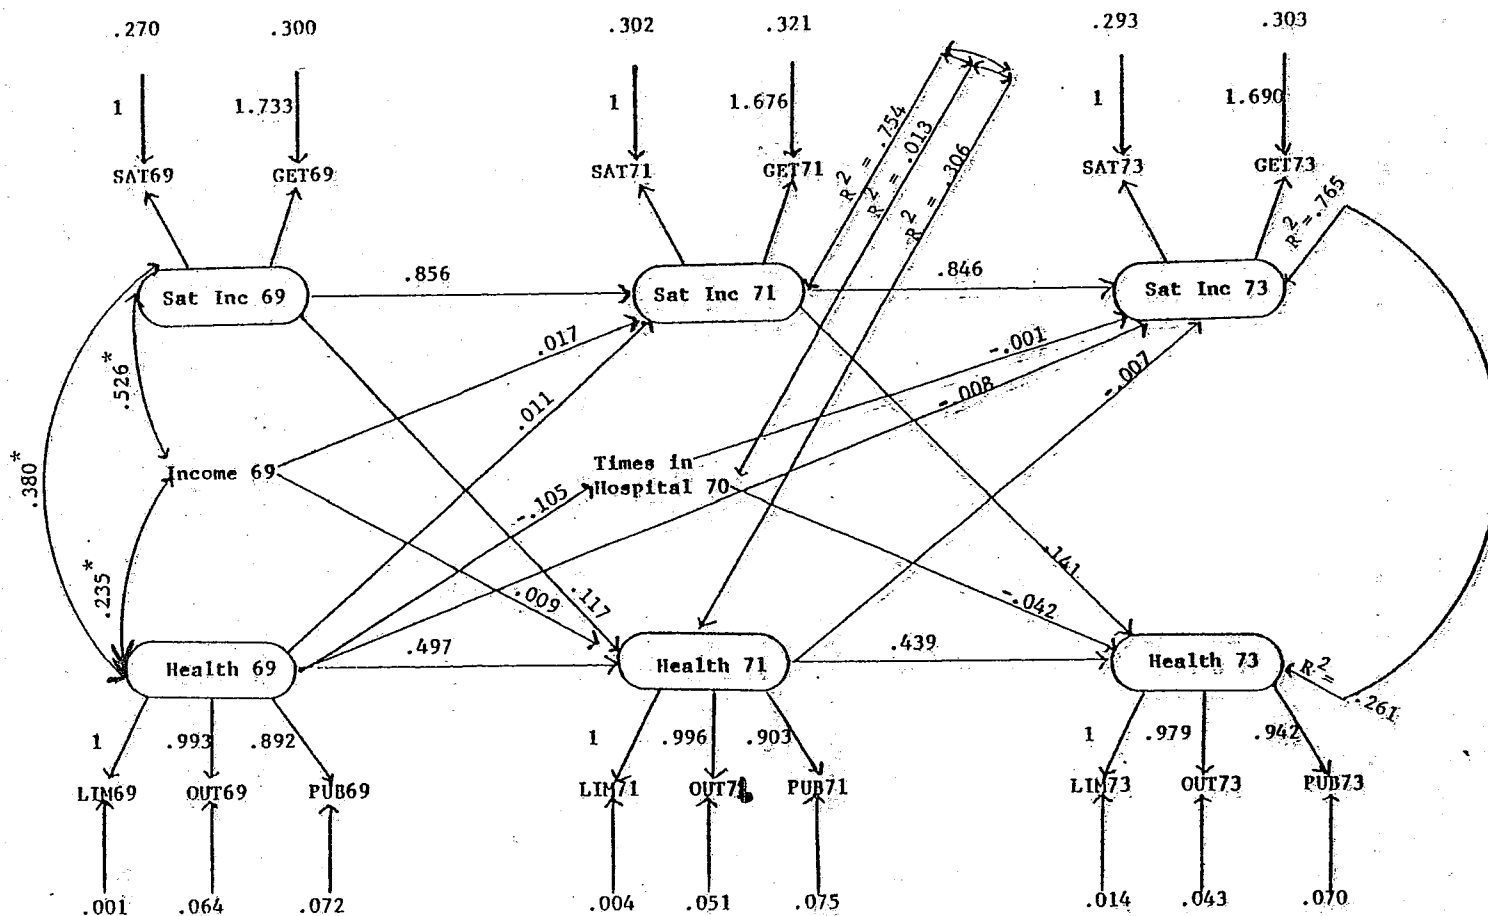 .270 .300 .302 .321 .293 .303
1 1.733 1 1.676 1 1.690
R2 = .754
R2 = .013
R2 = .306
SAT69 GET69 SAT71 GET71 SAT73 GET73
R2 = .765
Sat Inc 69 .856 Sat Inc 71 .846 Sat Inc 73
.017 -.001
.526* .011 -.008 -.007
.380*
Income 69 Times in
Hospital 70
-.105
.235* .009 .117 -.042 .141
Health 69 .497 Health 71 .439 Health 73 R2 = .261
1 .993 .892 1 .996 .903 1 .979 .942
LIM69 OUT69 PUB69 LIM71 OUT71 PUB71 LIM73 OUT73 PUB73
.001 .064 .072 .004 .051 .075 .014 .043 .070